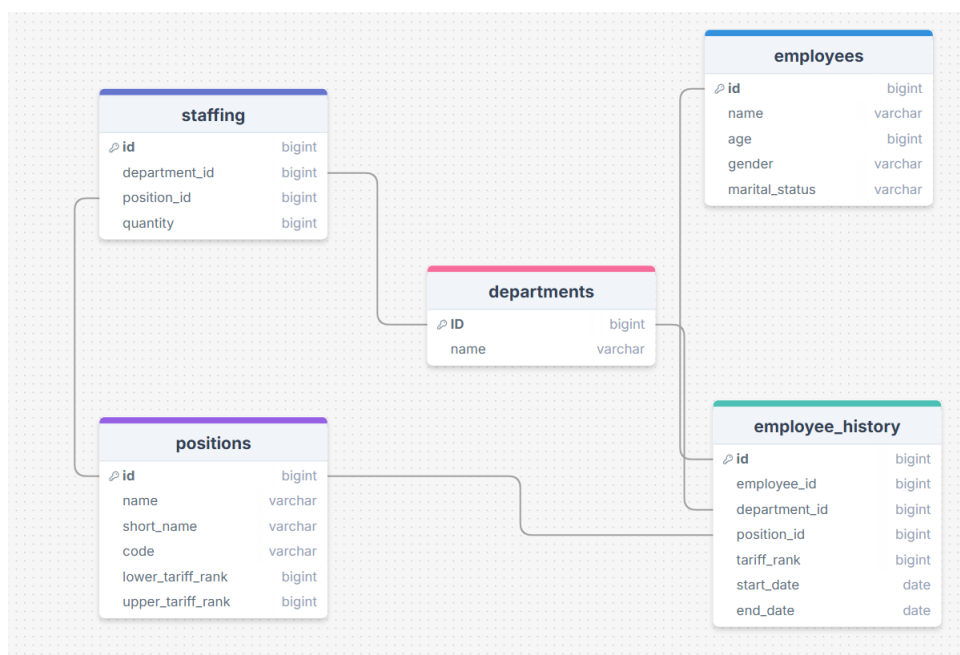 employees
id bigint
name varchar
age bigint
gender varchar
marital_status varchar
staffing
id bigint
department_id bigint
position_id bigint
quantity bigint
departments
ID bigint
name varchar
positions
id bigint
name varchar
short_name varchar
code varchar
lower_tariff_rank bigint
upper_tariff_rank bigint
employee_history
id bigint
employee_id bigint
department_id bigint
position_id bigint
tariff_rank bigint
start_date date
end_date date